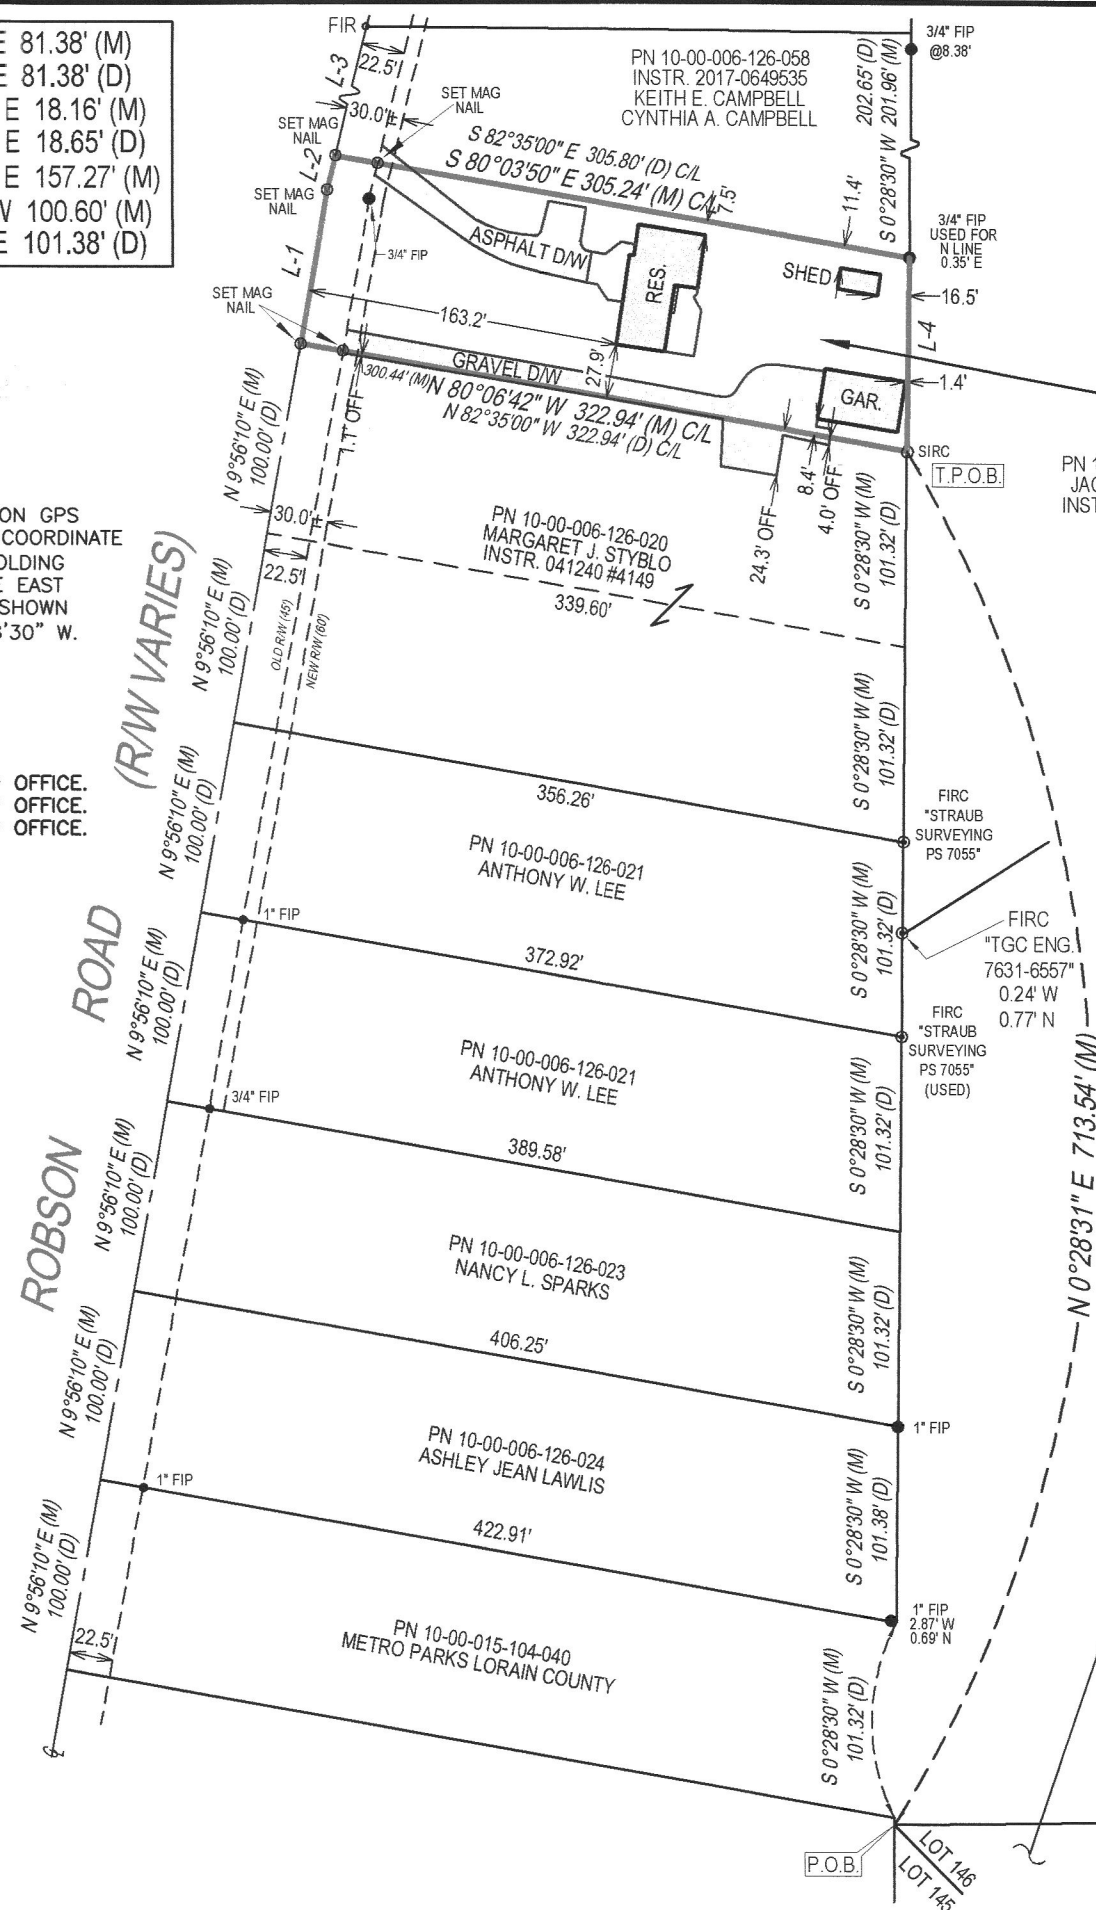 E 81.38' (M)
E 81.38' (D)
E 18.16' (M)
E 18.65' (D)
E 157.27' (M)
W 100.60' (M)
E 101.38' (D)
FIR
22.5'
L-3
30.0'±
SET MAG
NAIL
SET MAG
NAIL
L-2
SET MAG
NAIL
L-1
SET MAG
NAIL
3/4" FIP
PN 10-00-006-126-058
INSTR. 2017-0649535
KEITH E. CAMPBELL
CYNTHIA A. CAMPBELL
S 82°35'00" E 305.80' (D) C/L
S 80°03'50" E 305.24' (M) C/L
7.5'
11.4'
202.65' (D)
S 0°28'30" W 201.96' (M)
3/4" FIP
@8.38'
3/4" FIP
USED FOR
N LINE
0.35' E
ASPHALT D/W
RES.
SHED
16.5'
L-4
163.2'
27.9'
GRAVEL D/W
1.4'
GAR.
300.44' (M)
N 80°06'42" W 322.94' (M) C/L
N 82°35'00" W 322.94' (D) C/L
1.1' OFF
SIRC
T.P.O.B.
8.4'
4.0' OFF
24.3' OFF
PN 1
JAC
INST
ON GPS
COORDINATE
OLDING
E EAST
SHOWN
8'30" W.
OFFICE.
OFFICE.
OFFICE.
N 9°56'10" E (M)
100.00' (D)
30.0'±
22.5'
OLD R/W (45')
NEW R/W (60')
PN 10-00-006-126-020
MARGARET J. STYBLO
INSTR. 041240 #4149
339.60'
S 0°28'30" W (M)
101.32' (D)
N 9°56'10" E (M)
100.00' (D)
S 0°28'30" W (M)
101.32' (D)
(R/W VARIES)
356.26'
N 9°56'10" E (M)
100.00' (D)
FIRC
"STRAUB
SURVEYING
PS 7055"
PN 10-00-006-126-021
ANTHONY W. LEE
S 0°28'30" W (M)
101.32' (D)
1" FIP
372.92'
FIRC
"TGC ENG.
7631-6557"
0.24' W
0.77' N
ROAD
N 9°56'10" E (M)
100.00' (D)
FIRC
"STRAUB
SURVEYING
PS 7055"
(USED)
PN 10-00-006-126-021
ANTHONY W. LEE
S 0°28'30" W (M)
101.32' (D)
3/4" FIP
389.58'
N 0°28'31" E 713.54' (M)
N 9°56'10" E (M)
100.00' (D)
ROBSON
PN 10-00-006-126-023
NANCY L. SPARKS
S 0°28'30" W (M)
101.32' (D)
406.25'
N 9°56'10" E (M)
100.00' (D)
1" FIP
PN 10-00-006-126-024
ASHLEY JEAN LAWLIS
S 0°28'30" W (M)
101.38' (D)
1" FIP
422.91'
N 9°56'10" E (M)
100.00' (D)
1" FIP
2.87' W
0.69' N
22.5'
PN 10-00-015-104-040
METRO PARKS LORAIN COUNTY
S 0°28'30" W (M)
101.32' (D)
P.O.B.
LOT 146
LOT 145